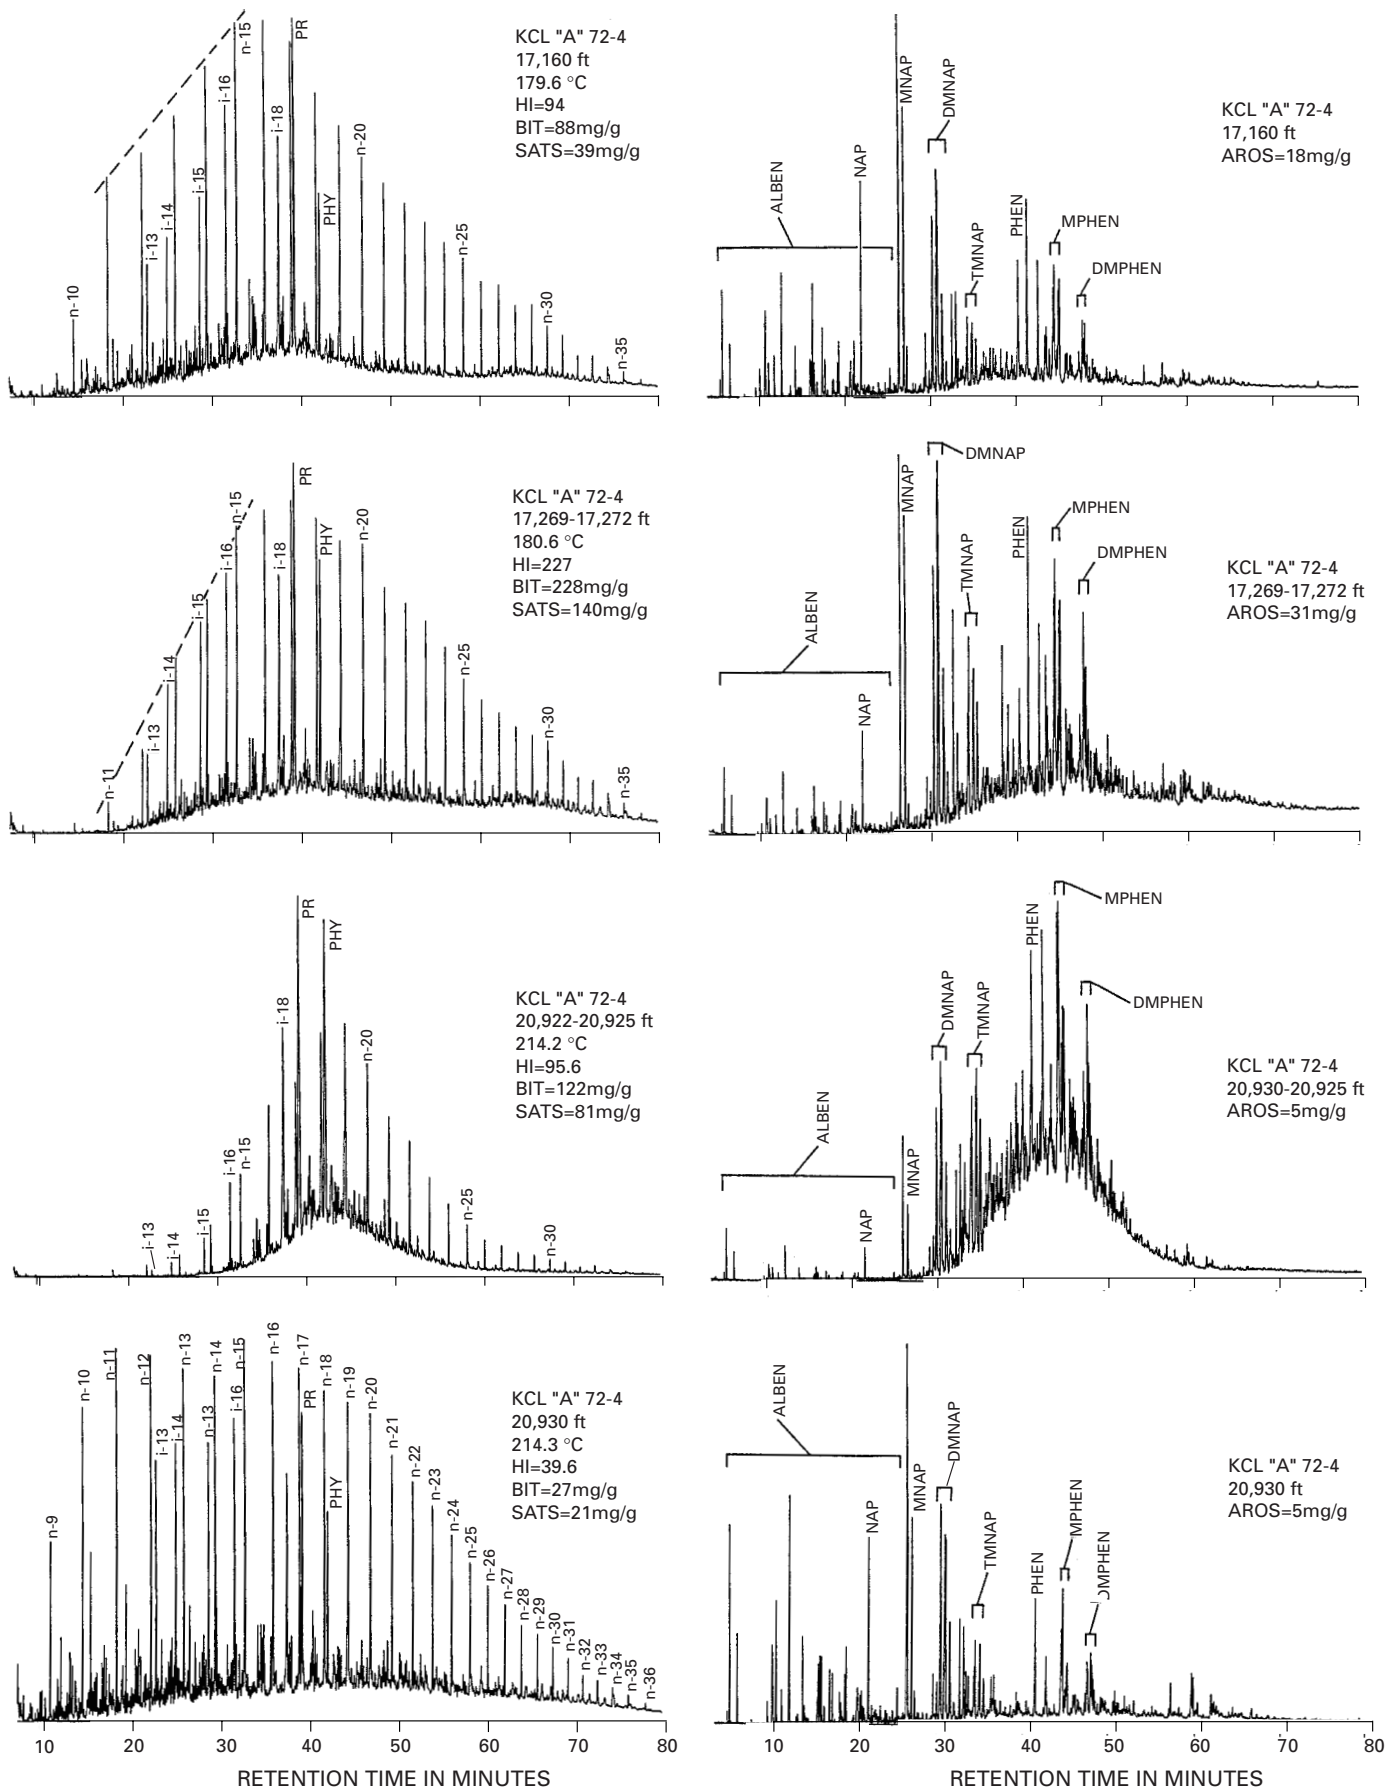 KCL "A" 72-4
17,160 ft
179.6 °C
HI=94
BIT=88mg/g
SATS=39mg/g
n-10
i-13
i-14
i-15
i-16
n-15
i-18
PR
PHY
n-20
n-25
n-30
n-35
KCL "A" 72-4
17,160 ft
AROS=18mg/g
ALBEN
NAP
MNAP
DMNAP
TMNAP
PHEN
MPHEN
DMPHEN
KCL "A" 72-4
17,269-17,272 ft
180.6 °C
HI=227
BIT=228mg/g
SATS=140mg/g
n-11
i-13
i-14
i-15
i-16
n-15
i-18
PR
PHY
n-20
n-25
n-30
n-35
KCL "A" 72-4
17,269-17,272 ft
AROS=31mg/g
ALBEN
NAP
MNAP
DMNAP
TMNAP
PHEN
MPHEN
DMPHEN
KCL "A" 72-4
20,922-20,925 ft
214.2 °C
HI=95.6
BIT=122mg/g
SATS=81mg/g
i-13
i-14
i-15
i-16
n-15
i-18
PR
PHY
n-20
n-25
n-30
KCL "A" 72-4
20,930-20,925 ft
AROS=5mg/g
ALBEN
NAP
MNAP
DMNAP
TMNAP
PHEN
MPHEN
DMPHEN
KCL "A" 72-4
20,930 ft
214.3 °C
HI=39.6
BIT=27mg/g
SATS=21mg/g
n-9
n-10
n-11
n-12
i-13
i-14
n-13
n-13
n-14
i-16
n-15
n-16
n-17
PR
n-18
PHY
n-19
n-20
n-21
n-22
n-23
n-24
n-25
n-26
n-27
n-28
n-29
n-30
n-31
n-32
n-33
n-34
n-35
n-36
10 20 30 40 50 60 70
RETENTION TIME IN MINUTES
KCL "A" 72-4
20,930 ft
AROS=5mg/g
ALBEN
NAP
MNAP
DMNAP
TMNAP
PHEN
MPHEN
DMPHEN
10 20 30 40 50 60 70 80
RETENTION TIME IN MINUTES